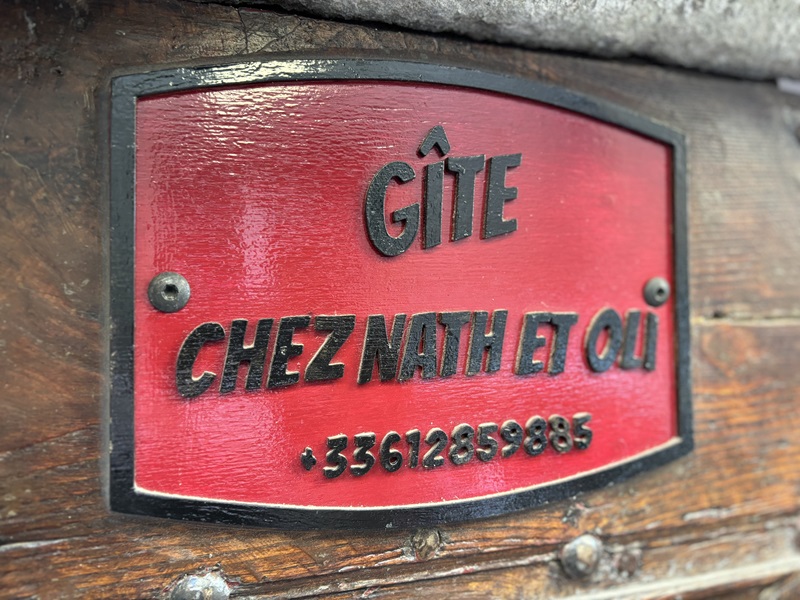 GÎTE
CHEZ NATH ET OLI
+33612859885